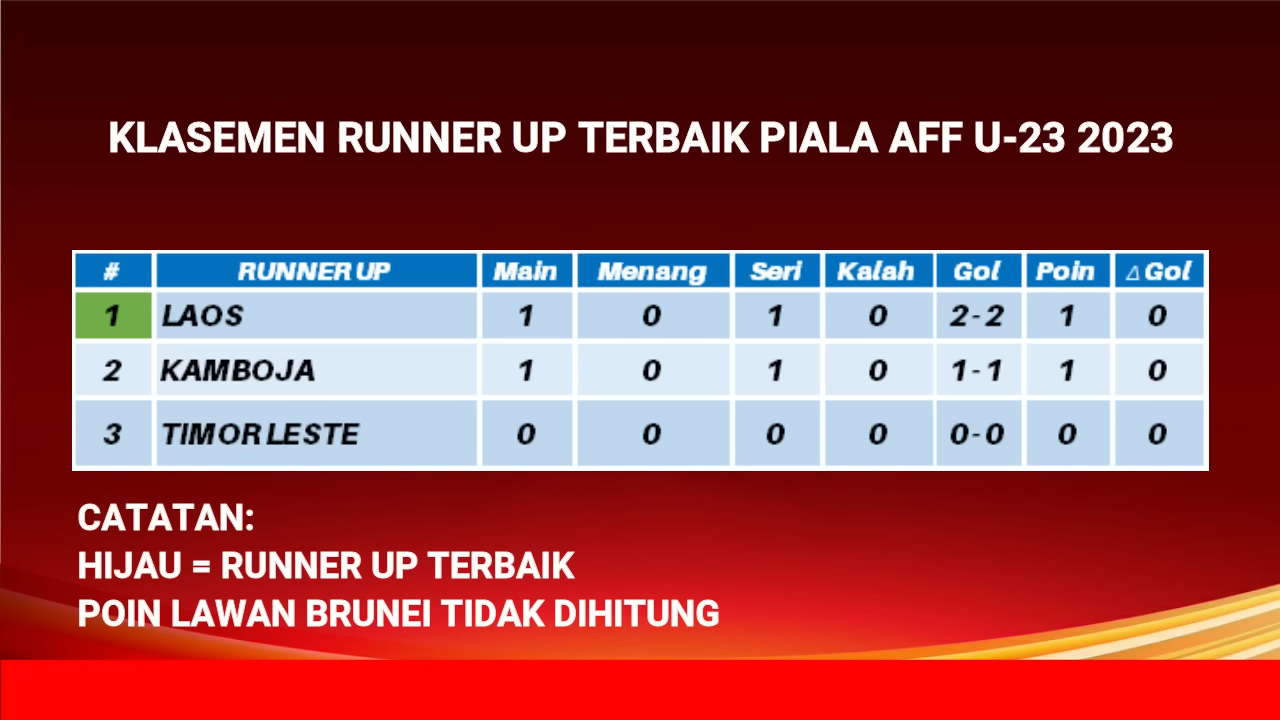 KLASEMEN RUNNER UP TERBAIK PIALA AFF U-23 2023
# RUNNER UP Main Menang Seri Kalah Gol Poin △ Gol
1 LAOS 1 0 1 0 2-2 1 0
2 KAMBOJA 1 0 1 0 1-1 1 0
3 TIMOR LESTE 0 0 0 0 0-0 0 0
CATATAN:
HIJAU = RUNNER UP TERBAIK
POIN LAWAN BRUNEI TIDAK DIHITUNG